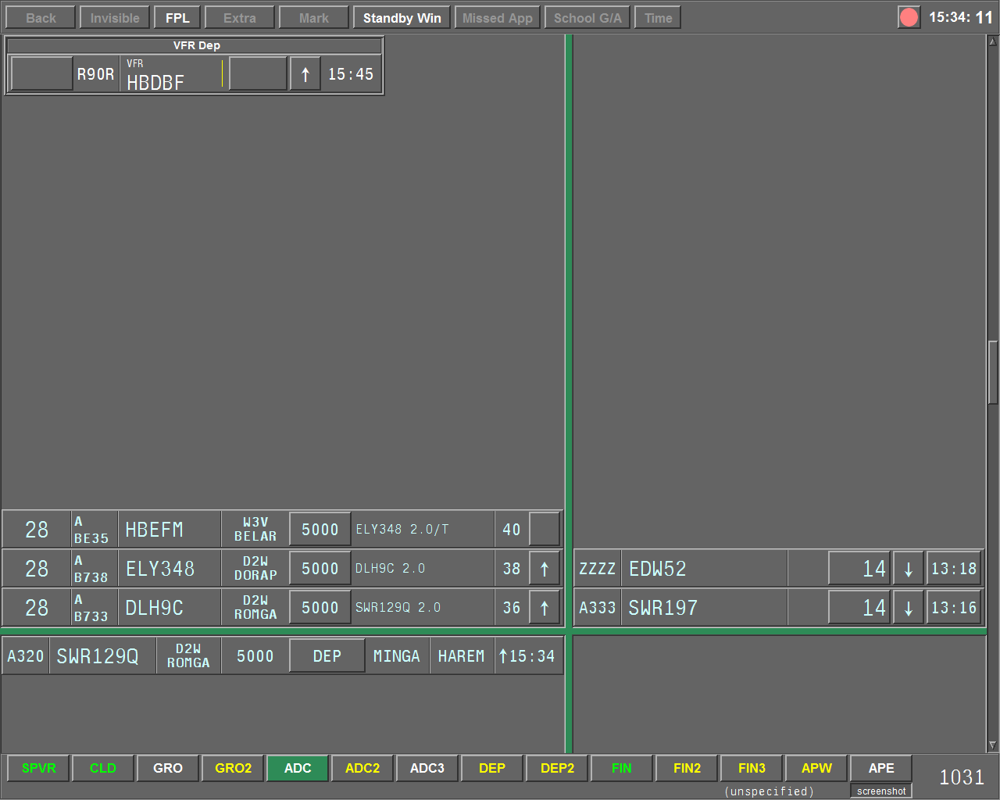 Back Invisible FPL Extra Mark Standby Win Missed App School G/A Time 15:34: 11
VFR Dep
R90R VFR HBDBF ↑ 15:45
28 A BE35 HBEFM W3V BELAR 5000 ELY348 2.0/T 40
28 A B738 ELY348 D2W DORAP 5000 DLH9C 2.0 38 ↑
28 A B733 DLH9C D2W ROMGA 5000 SWR129Q 2.0 36 ↑
ZZZZ EDW52 14 ↓ 13:18
A333 SWR197 14 ↓ 13:16
A320 SWR129Q D2W ROMGA 5000 DEP MINGA HAREM ↑15:34
SPVR CLD GRO GRO2 ADC ADC2 ADC3 DEP DEP2 FIN FIN2 FIN3 APW APE 1031
(unspecified) screenshot